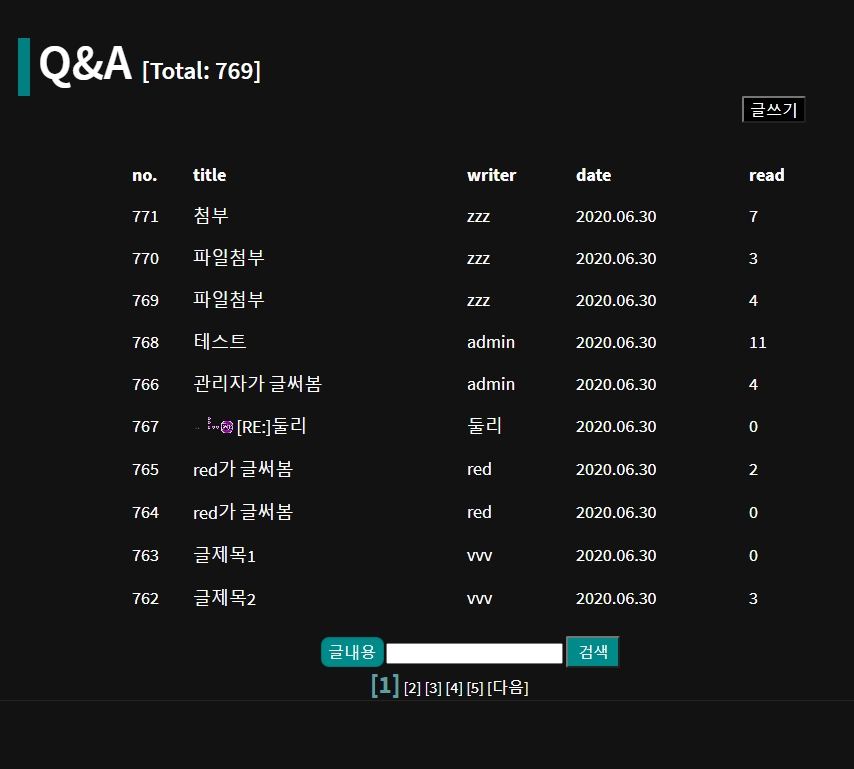 Q&A [Total: 769]
글쓰기
no. title writer date read
771 첨부 zzz 2020.06.30 7
770 파일첨부 zzz 2020.06.30 3
769 파일첨부 zzz 2020.06.30 4
768 테스트 admin 2020.06.30 11
766 관리자가 글써봄 admin 2020.06.30 4
767 [RE:]둘리 둘리 2020.06.30 0
765 red가 글써봄 red 2020.06.30 2
764 red가 글써봄 red 2020.06.30 0
763 글제목1 vvv 2020.06.30 0
762 글제목2 vvv 2020.06.30 3
글내용 검색
[1] [2] [3] [4] [5] [다음]